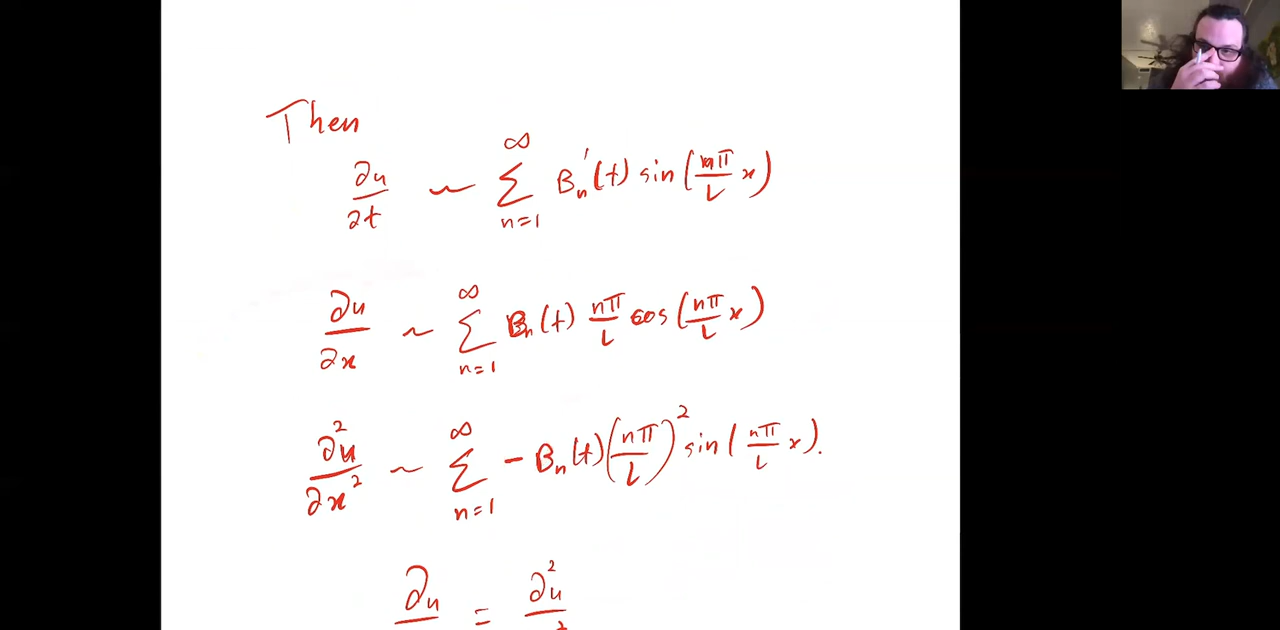 Then
∂u/∂t ~ ∑_{n=1}^{∞} B_n'(t) sin(nπ/L x)
∂u/∂x ~ ∑_{n=1}^{∞} B_n(t) nπ/L cos(nπ/L x)
∂²u/∂x² ~ ∑_{n=1}^{∞} - B_n(t) (nπ/L)² sin(nπ/L x).
∂u = ∂²u